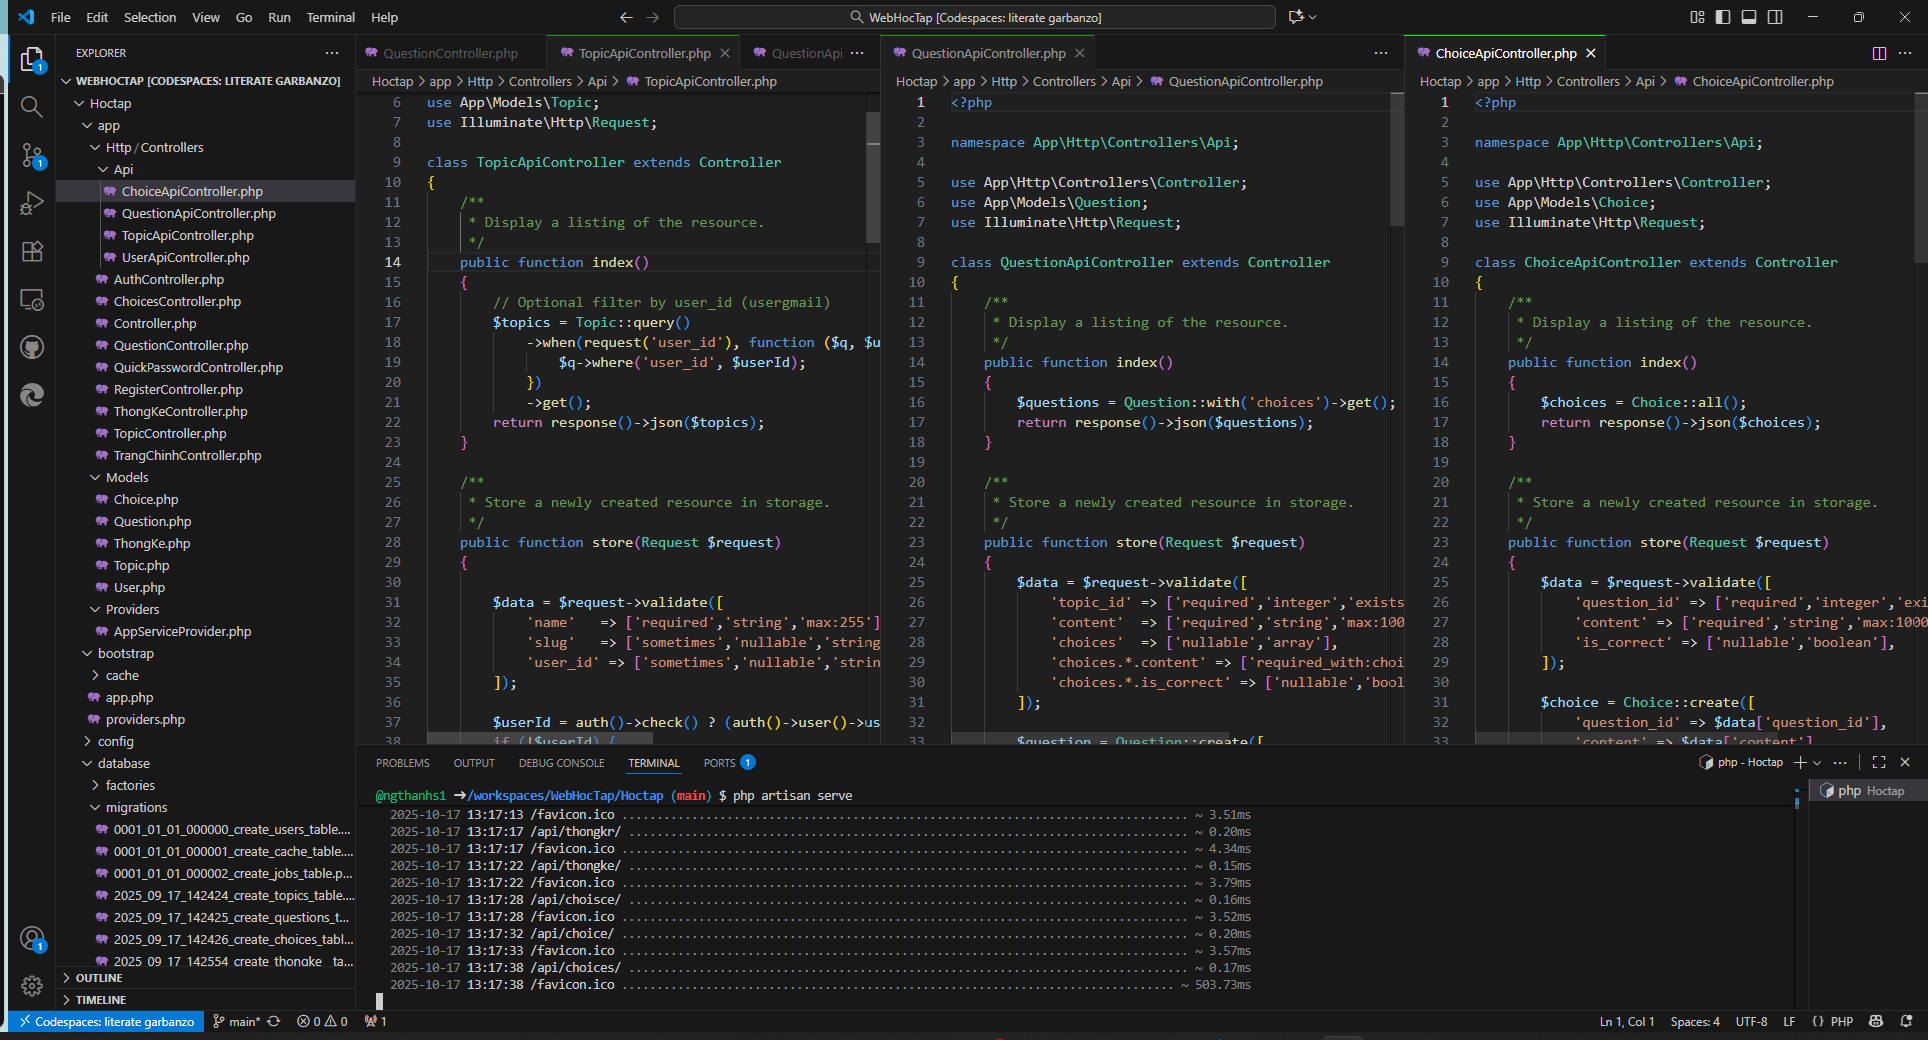 File Edit Selection View Go Run Terminal Help
WebHocTap [Codespaces: literate garbanzo]
EXPLORER
WEBHOCTAP [CODESPACES: LITERATE GARBANZO]
Hoctap
app
Http / Controllers
Api
ChoiceApiController.php
QuestionApiController.php
TopicApiController.php
UserApiController.php
AuthController.php
ChoicesController.php
Controller.php
QuestionController.php
QuickPasswordController.php
RegisterController.php
ThongKeController.php
TopicController.php
TrangChinhController.php
Models
Choice.php
Question.php
ThongKe.php
Topic.php
User.php
Providers
AppServiceProvider.php
bootstrap
cache
app.php
providers.php
config
database
factories
migrations
0001_01_01_000000_create_users_table....
0001_01_01_000001_create_cache_table....
0001_01_01_000002_create_jobs_table.p...
2025_09_17_142424_create_topics_table....
2025_09_17_142425_create_questions_t...
2025_09_17_142426_create_choices_tabl...
2025_09_17_142554_create_thongke_ta...
OUTLINE
TIMELINE
QuestionController.php TopicApiController.php QuestionApi
Hoctap > app > Http > Controllers > Api > TopicApiController.php
6 use App\Models\Topic;
7 use Illuminate\Http\Request;
8
9 class TopicApiController extends Controller
10 {
11 /**
12 * Display a listing of the resource.
13 */
14 public function index()
15 {
16 // Optional filter by user_id (usergmail)
17 $topics = Topic::query()
18 ->when(request('user_id'), function ($q, $u
19 $q->where('user_id', $userId);
20 })
21 ->get();
22 return response()->json($topics);
23 }
24
25 /**
26 * Store a newly created resource in storage.
27 */
28 public function store(Request $request)
29 {
30
31 $data = $request->validate([
32 'name' => ['required','string','max:255']
33 'slug' => ['sometimes','nullable','string
34 'user_id' => ['sometimes','nullable','strin
35 ]);
36
37 $userId = auth()->check() ? (auth()->user()->us
38 if (!$userId) {
QuestionApiController.php
Hoctap > app > Http > Controllers > Api > QuestionApiController.php
1 <?php
2
3 namespace App\Http\Controllers\Api;
4
5 use App\Http\Controllers\Controller;
6 use App\Models\Question;
7 use Illuminate\Http\Request;
8
9 class QuestionApiController extends Controller
10 {
11 /**
12 * Display a listing of the resource.
13 */
14 public function index()
15 {
16 $questions = Question::with('choices')->get();
17 return response()->json($questions);
18 }
19
20 /**
21 * Store a newly created resource in storage.
22 */
23 public function store(Request $request)
24 {
25 $data = $request->validate([
26 'topic_id' => ['required','integer','exists
27 'content' => ['required','string','max:100
28 'choices' => ['nullable','array'],
29 'choices.*.content' => ['required_with:choi
30 'choices.*.is_correct' => ['nullable','bool
31 ]);
32
33 $question = Question::create([
ChoiceApiController.php
Hoctap > app > Http > Controllers > Api > ChoiceApiController.php
1 <?php
2
3 namespace App\Http\Controllers\Api;
4
5 use App\Http\Controllers\Controller;
6 use App\Models\Choice;
7 use Illuminate\Http\Request;
8
9 class ChoiceApiController extends Controller
10 {
11 /**
12 * Display a listing of the resource.
13 */
14 public function index()
15 {
16 $choices = Choice::all();
17 return response()->json($choices);
18 }
19
20 /**
21 * Store a newly created resource in storage.
22 */
23 public function store(Request $request)
24 {
25 $data = $request->validate([
26 'question_id' => ['required','integer','exi
27 'content' => ['required','string','max:1000
28 'is_correct' => ['nullable','boolean'],
29 ]);
30
31 $choice = Choice::create([
32 'question_id' => $data['question_id'],
33 'content' => $data['content'],
PROBLEMS OUTPUT DEBUG CONSOLE TERMINAL PORTS 1
php - Hoctap
php Hoctap
@ngthanhs1 ➜/workspaces/WebHocTap/Hoctap (main) $ php artisan serve
2025-10-17 13:17:13 /favicon.ico ........ ~ 3.51ms
2025-10-17 13:17:17 /api/thongkr/ ........ ~ 0.20ms
2025-10-17 13:17:17 /favicon.ico ........ ~ 4.34ms
2025-10-17 13:17:22 /api/thongke/ ........ ~ 0.15ms
2025-10-17 13:17:22 /favicon.ico ........ ~ 3.79ms
2025-10-17 13:17:28 /api/choisce/ ........ ~ 0.16ms
2025-10-17 13:17:28 /favicon.ico ........ ~ 3.52ms
2025-10-17 13:17:32 /api/choice/ ........ ~ 0.20ms
2025-10-17 13:17:33 /favicon.ico ........ ~ 3.57ms
2025-10-17 13:17:38 /api/choices/ ........ ~ 0.17ms
2025-10-17 13:17:38 /favicon.ico ........ ~ 503.73ms
Codespaces: literate garbanzo main* 0 0 1
Ln 1, Col 1 Spaces: 4 UTF-8 LF {} PHP